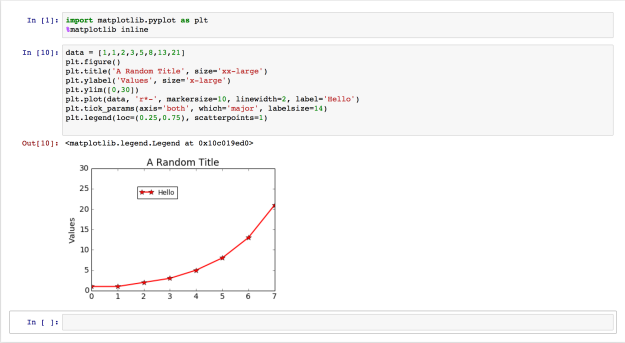 In [1]: import matplotlib.pyplot as plt
%matplotlib inline
In [10]: data = [1,1,2,3,5,8,13,21]
plt.figure()
plt.title('A Random Title', size='xx-large')
plt.ylabel('Values', size='x-large')
plt.ylim([0,30])
plt.plot(data, 'r*-', markersize=10, linewidth=2, label='Hello')
plt.tick_params(axis='both', which='major', labelsize=14)
plt.legend(loc=(0.25,0.75), scatterpoints=1)
Out[10]: <matplotlib.legend.Legend at 0x10c019ed0>
A Random Title
30
25
20
15
10
5
0
Values
Hello
0 1 2 3 4 5 6 7
In [ ]: